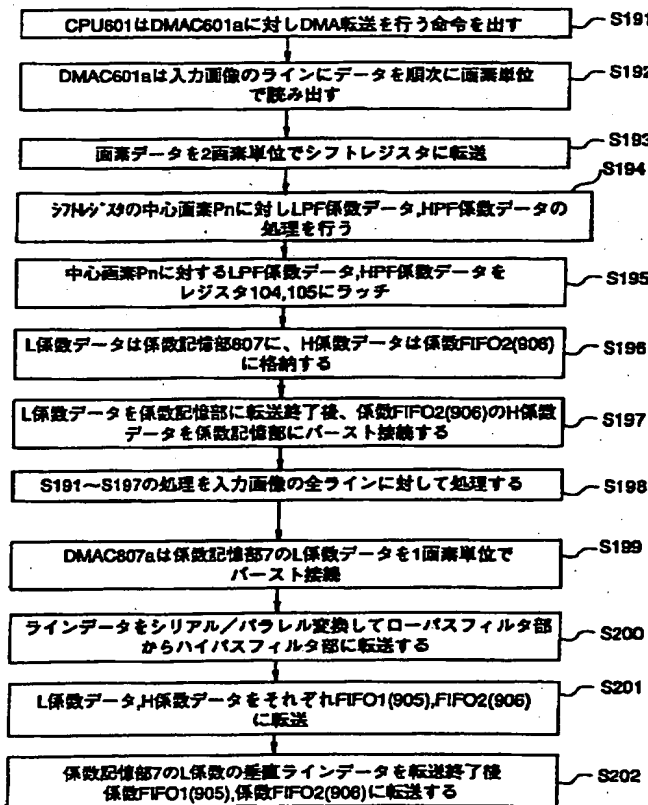 CPU601はDMAC601aに対しDMA転送を行う命令を出す
S191
DMAC601aは入力画像のラインにデータを順次に画素単位
で読み出す
S192
画素データを2画素単位でシフトレジスタに転送
S193
S194
シフトレジスタの中心画素Pnに対しLPF係数データ,HPF係数データの
処理を行う
中心画素Pnに対するLPF係数データ,HPF係数データを
レジスタ104,105にラッチ
S195
L係数データは係数記憶部807に、H係数データは係数FIFO2(906)
に格納する
S196
L係数データを係数記憶部に転送終了後、係数FIFO2(906)のH係数
データを係数記憶部にバースト接続する
S197
S191〜S197の処理を入力画像の全ラインに対して処理する
S198
DMAC807aは係数記憶部7のL係数データを1画素単位で
バースト接続
S199
ラインデータをシリアル/パラレル変換してローパスフィルタ部
からハイパスフィルタ部に転送する
S200
L係数データ,H係数データをそれぞれFIFO1(905),FIFO2(906)
に転送
S201
係数記憶部7のL係数の垂直ラインデータを転送終了後
係数FIFO1(905),係数FIFO2(906)に転送する
S202